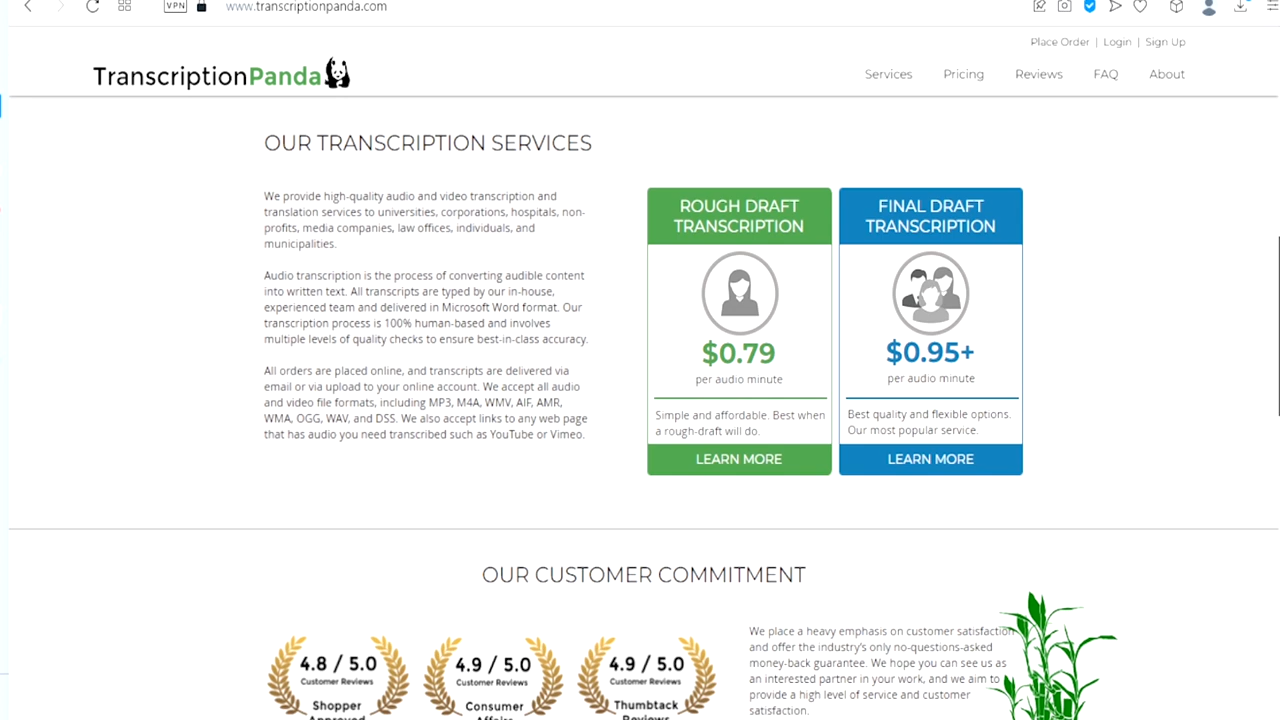 VPN
www.transcriptionpanda.com
Place Order | Login | Sign Up
TranscriptionPanda
Services Pricing Reviews FAQ About
OUR TRANSCRIPTION SERVICES
We provide high-quality audio and video transcription and
translation services to universities, corporations, hospitals, non-
profits, media companies, law offices, individuals, and
municipalities.
Audio transcription is the process of converting audible content
into written text. All transcripts are typed by our in-house,
experienced team and delivered in Microsoft Word format. Our
transcription process is 100% human-based and involves
multiple levels of quality checks to ensure best-in-class accuracy.
All orders are placed online, and transcripts are delivered via
email or via upload to your online account. We accept all audio
and video file formats, including MP3, M4A, WMV, AIF, AMR,
WMA, OGG, WAV, and DSS. We also accept links to any web page
that has audio you need transcribed such as YouTube or Vimeo.
ROUGH DRAFT
TRANSCRIPTION
$0.79
per audio minute
Simple and affordable. Best when
a rough-draft will do.
LEARN MORE
FINAL DRAFT
TRANSCRIPTION
$0.95+
per audio minute
Best quality and flexible options.
Our most popular service.
LEARN MORE
OUR CUSTOMER COMMITMENT
4.8 / 5.0
Customer Reviews
Shopper
Approved
4.9 / 5.0
Customer Reviews
Consumer
Affairs
4.9 / 5.0
Customer Reviews
Thumbtack
Reviews
We place a heavy emphasis on customer satisfaction
and offer the industry's only no-questions-asked
money-back guarantee. We hope you can see us as
an interested partner in your work, and we aim to
provide a high level of service and customer
satisfaction.